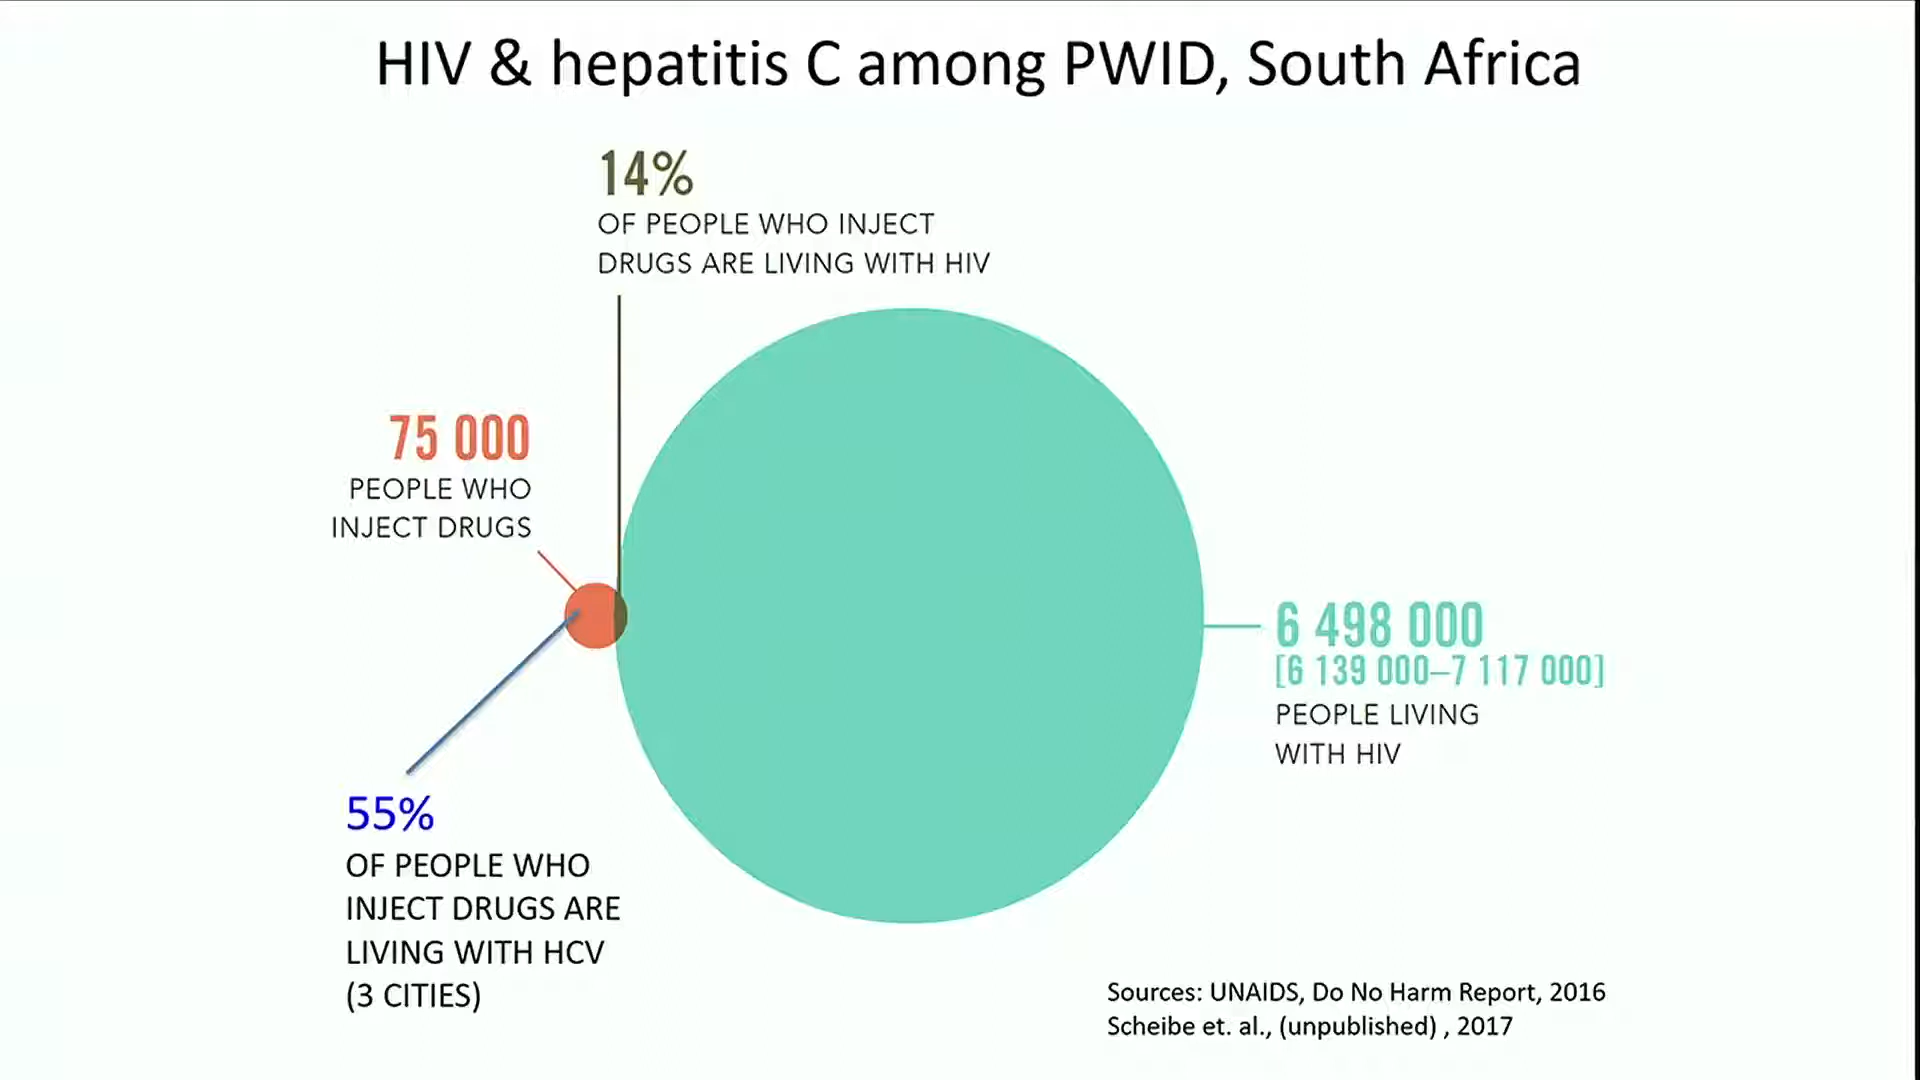 HIV & hepatitis C among PWID, South Africa
14%
OF PEOPLE WHO INJECT
DRUGS ARE LIVING WITH HIV
75 000
PEOPLE WHO
INJECT DRUGS
6 498 000
[6 139 000–7 117 000]
PEOPLE LIVING
WITH HIV
55%
OF PEOPLE WHO
INJECT DRUGS ARE
LIVING WITH HCV
(3 CITIES)
Sources: UNAIDS, Do No Harm Report, 2016
Scheibe et. al., (unpublished) , 2017